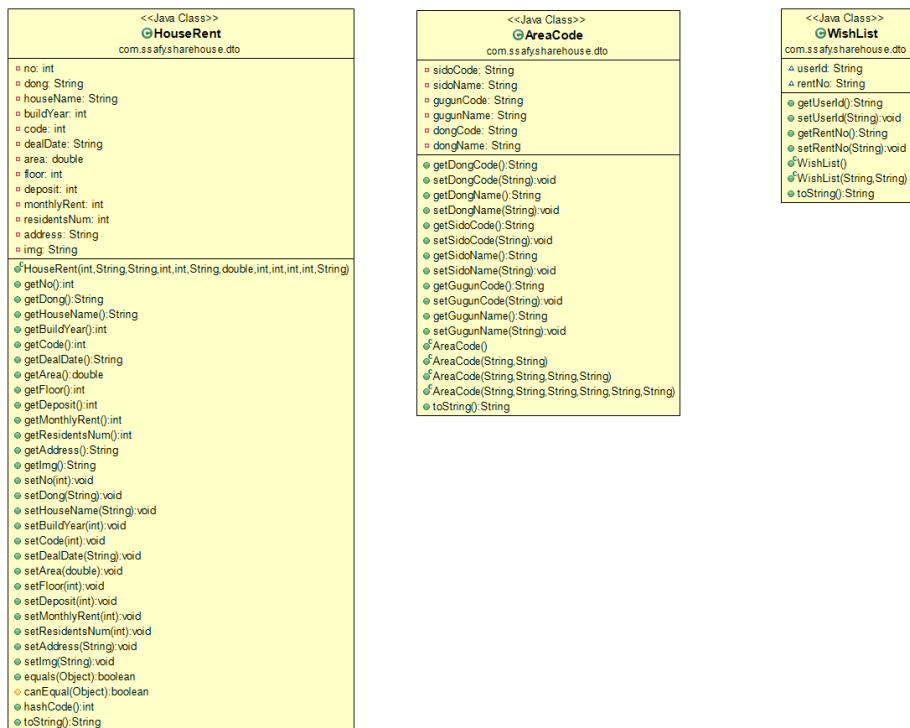 <<Java Class>>
HouseRent
com.ssafy.sharehouse.dto
no: int
dong: String
houseName: String
buildYear: int
code: int
dealDate: String
area: double
floor: int
deposit: int
monthlyRent: int
residentsNum: int
address: String
img: String
HouseRent(int,String,String,int,int,String,double,int,int,int,int,String)
getNo():int
getDong():String
getHouseName():String
getBuildYear():int
getCode():int
getDealDate():String
getArea():double
getFloor():int
getDeposit():int
getMonthlyRent():int
getResidentsNum():int
getAddress():String
getImg():String
setNo(int):void
setDong(String):void
setHouseName(String):void
setBuildYear(int):void
setCode(int):void
setDealDate(String):void
setArea(double):void
setFloor(int):void
setDeposit(int):void
setMonthlyRent(int):void
setResidentsNum(int):void
setAddress(String):void
setImg(String):void
equals(Object):boolean
canEqual(Object):boolean
hashCode():int
toString():String
<<Java Class>>
AreaCode
com.ssafy.sharehouse.dto
sidoCode: String
sidoName: String
gugunCode: String
gugunName: String
dongCode: String
dongName: String
getDongCode():String
setDongCode(String):void
getDongName():String
setDongName(String):void
getSidoCode():String
setSidoCode(String):void
getSidoName():String
setSidoName(String):void
getGugunCode():String
setGugunCode(String):void
getGugunName():String
setGugunName(String):void
AreaCode()
AreaCode(String,String)
AreaCode(String,String,String,String)
AreaCode(String,String,String,String,String,String)
toString():String
<<Java Class>>
WishList
com.ssafy.sharehouse.dto
userId: String
rentNo: String
getUserId():String
setUserId(String):void
getRentNo():String
setRentNo(String):void
WishList()
WishList(String,String)
toString():String